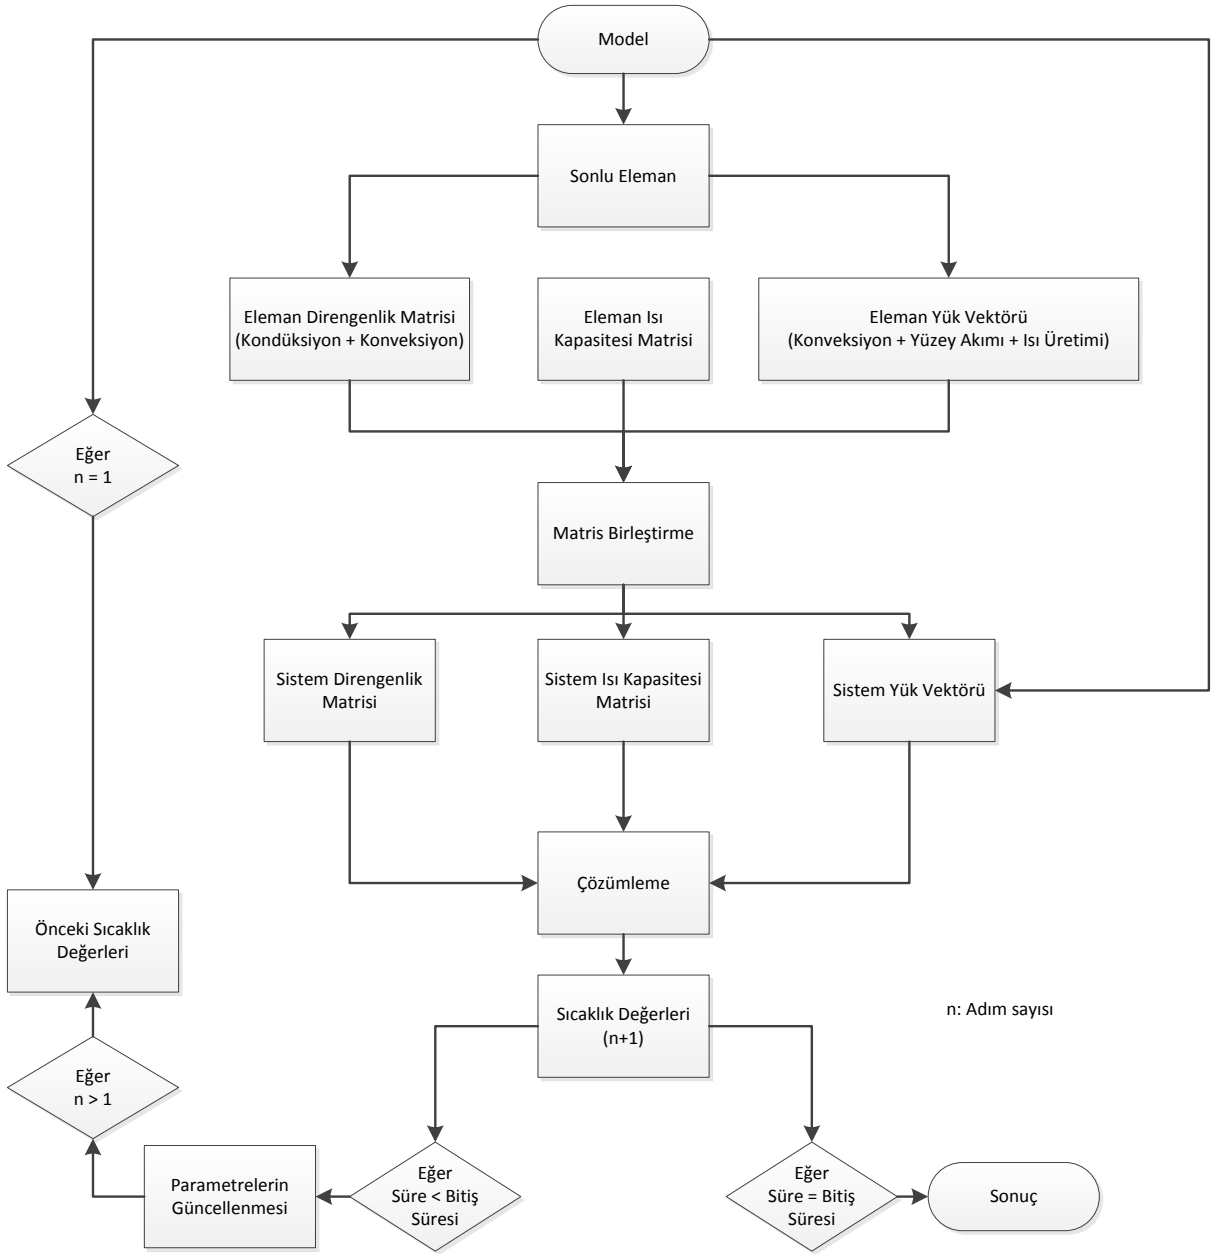 Model
Sonlu Eleman
Eleman Direngenlik Matrisi
(Kondüksiyon + Konveksiyon)
Eleman Isı
Kapasitesi Matrisi
Eleman Yük Vektörü
(Konveksiyon + Yüzey Akımı + Isı Üretimi)
Eğer
n = 1
Matris Birleştirme
Sistem Direngenlik
Matrisi
Sistem Isı Kapasitesi
Matrisi
Sistem Yük Vektörü
Çözümleme
Önceki Sıcaklık
Değerleri
Sıcaklık Değerleri
(n+1)
n: Adım sayısı
Eğer
n > 1
Parametrelerin
Güncellenmesi
Eğer
Süre < Bitiş
Süresi
Eğer
Süre = Bitiş
Süresi
Sonuç